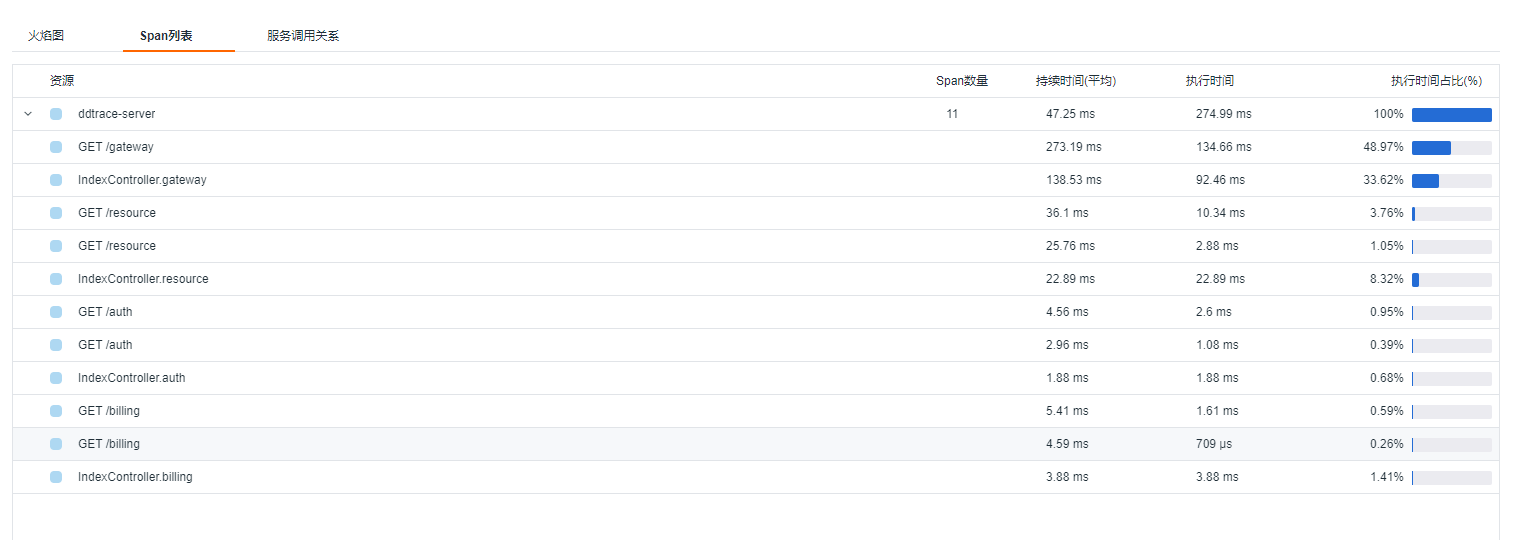 火焰图 Span列表 服务调用关系
资源 Span数量 持续时间(平均) 执行时间 执行时间占比(%)
ddtrace-server 11 47.25 ms 274.99 ms 100%
GET /gateway 273.19 ms 134.66 ms 48.97%
IndexController.gateway 138.53 ms 92.46 ms 33.62%
GET /resource 36.1 ms 10.34 ms 3.76%
GET /resource 25.76 ms 2.88 ms 1.05%
IndexController.resource 22.89 ms 22.89 ms 8.32%
GET /auth 4.56 ms 2.6 ms 0.95%
GET /auth 2.96 ms 1.08 ms 0.39%
IndexController.auth 1.88 ms 1.88 ms 0.68%
GET /billing 5.41 ms 1.61 ms 0.59%
GET /billing 4.59 ms 709 μs 0.26%
IndexController.billing 3.88 ms 3.88 ms 1.41%